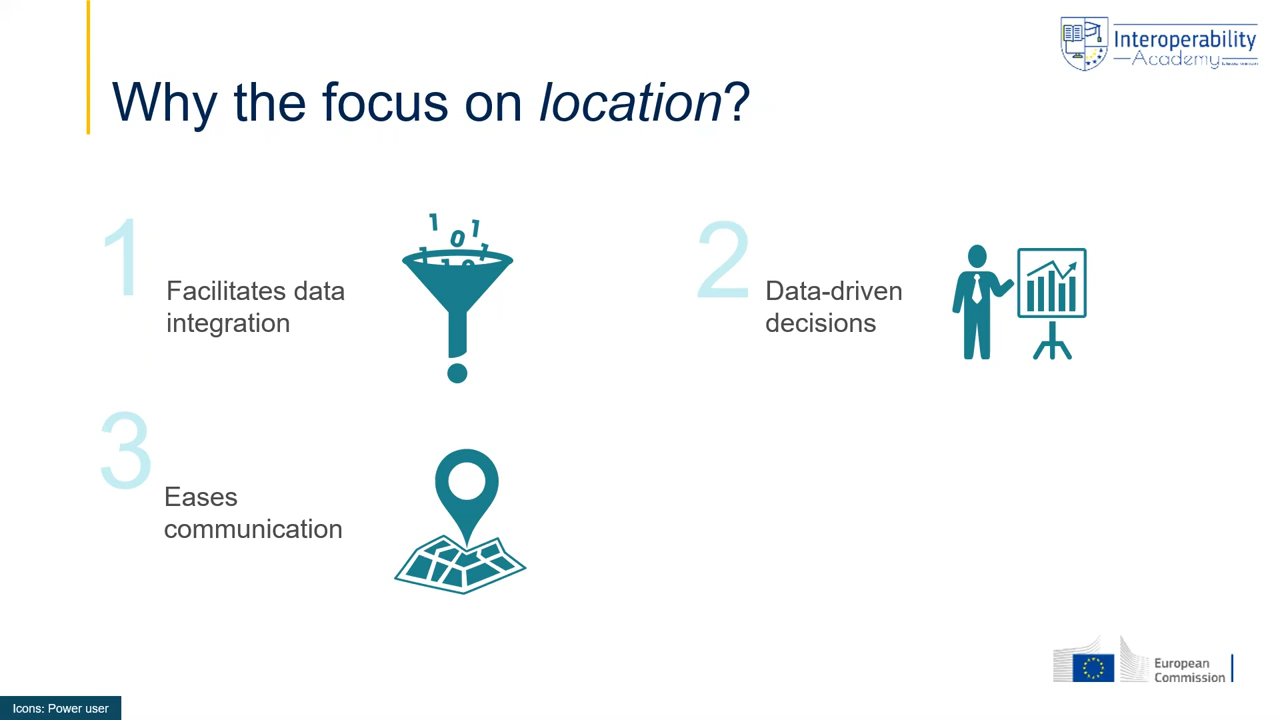 Interoperability
Academy
Why the focus on location?
1
Facilitates data
integration
2
Data-driven
decisions
3
Eases
communication
European
Commission
Icons: Power user